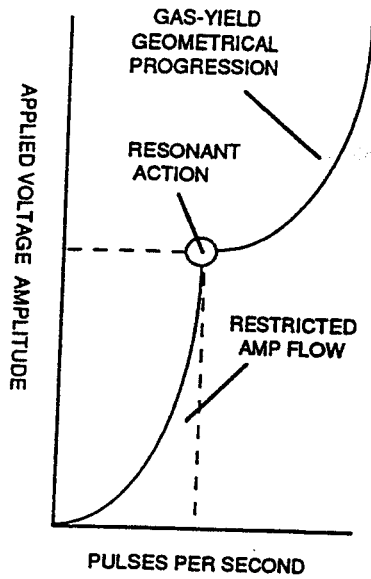 GAS-YIELD
GEOMETRICAL
PROGRESSION
RESONANT
ACTION
APPLIED VOLTAGE AMPLITUDE
RESTRICTED
AMP FLOW
PULSES PER SECOND